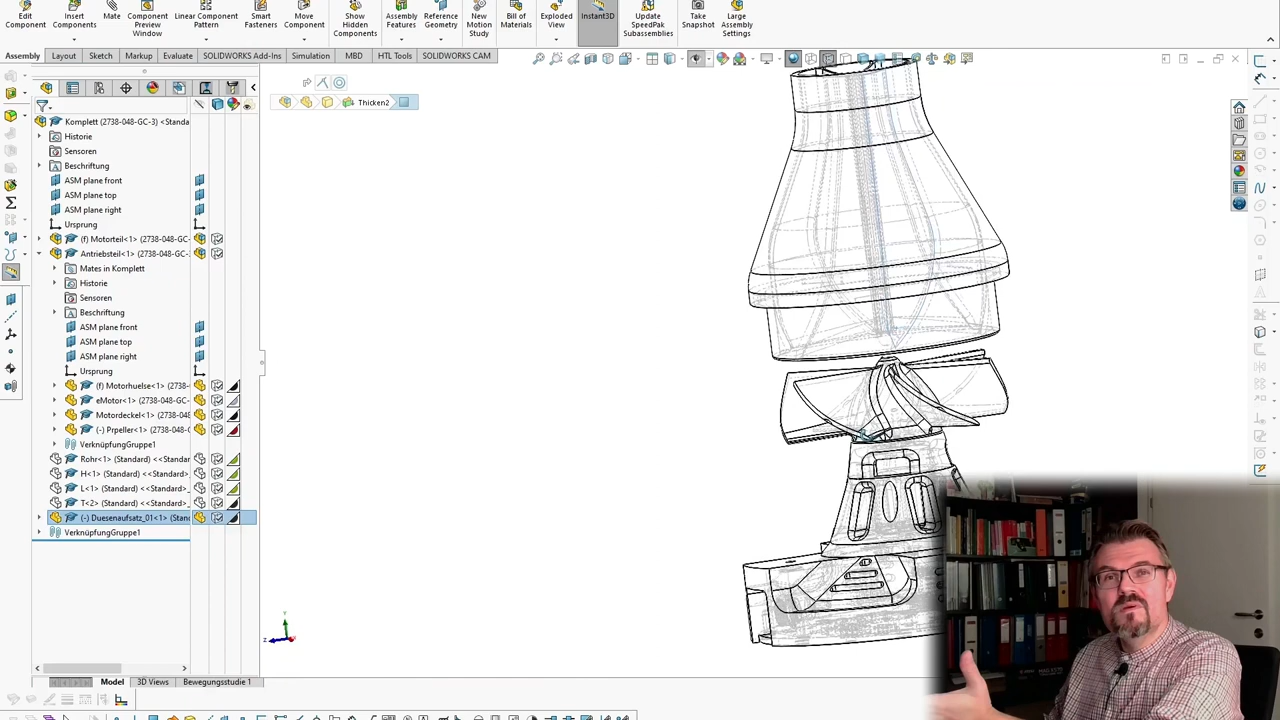 Edit
Component
Insert
Components
Mate
Component
Preview
Window
Linear Component
Pattern
Smart
Fasteners
Move
Component
Show
Hidden
Components
Assembly
Features
Reference
Geometry
New
Motion
Study
Bill of
Materials
Exploded
View
Instant3D
Update
SpeedPak
Subassemblies
Take
Snapshot
Large
Assembly
Settings
Assembly
Layout
Sketch
Markup
Evaluate
SOLIDWORKS Add-Ins
Simulation
MBD
HTL Tools
SOLIDWORKS CAM
Thicken2
Komplett (2738-048-GC-3) <Standa
Historie
Sensoren
Beschriftung
ASM plane front
ASM plane top
ASM plane right
Ursprung
(f) Motorteil<1> (2738-048-GC-
Antriebsteil<1> (2738-048-GC-
Mates in Komplett
Historie
Sensoren
Beschriftung
ASM plane front
ASM plane top
ASM plane right
Ursprung
(f) Motorhuelse<1> (2738-
eMotor<1> (2738-048-GC-
Motordeckel<1> (2738-04
(-) Prpeller<1> (2738-048-
VerknüpfungGruppe1
Rohr<1> (Standard) <<Standa
H<1> (Standard) <<Standard>
L<1> (Standard) <<Standard>_
T<2> (Standard) <<Standard>_
(-) Duesenaufsatz_01<1> (Stand
VerknüpfungGruppe1
Y
Z
Model
3D Views
Bewegungsstudie 1